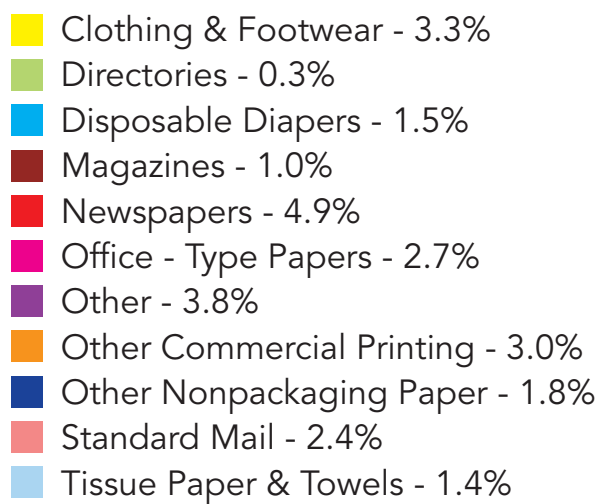 Clothing & Footwear - 3.3%
Directories - 0.3%
Disposable Diapers - 1.5%
Magazines - 1.0%
Newspapers - 4.9%
Office - Type Papers - 2.7%
Other - 3.8%
Other Commercial Printing - 3.0%
Other Nonpackaging Paper - 1.8%
Standard Mail - 2.4%
Tissue Paper & Towels - 1.4%